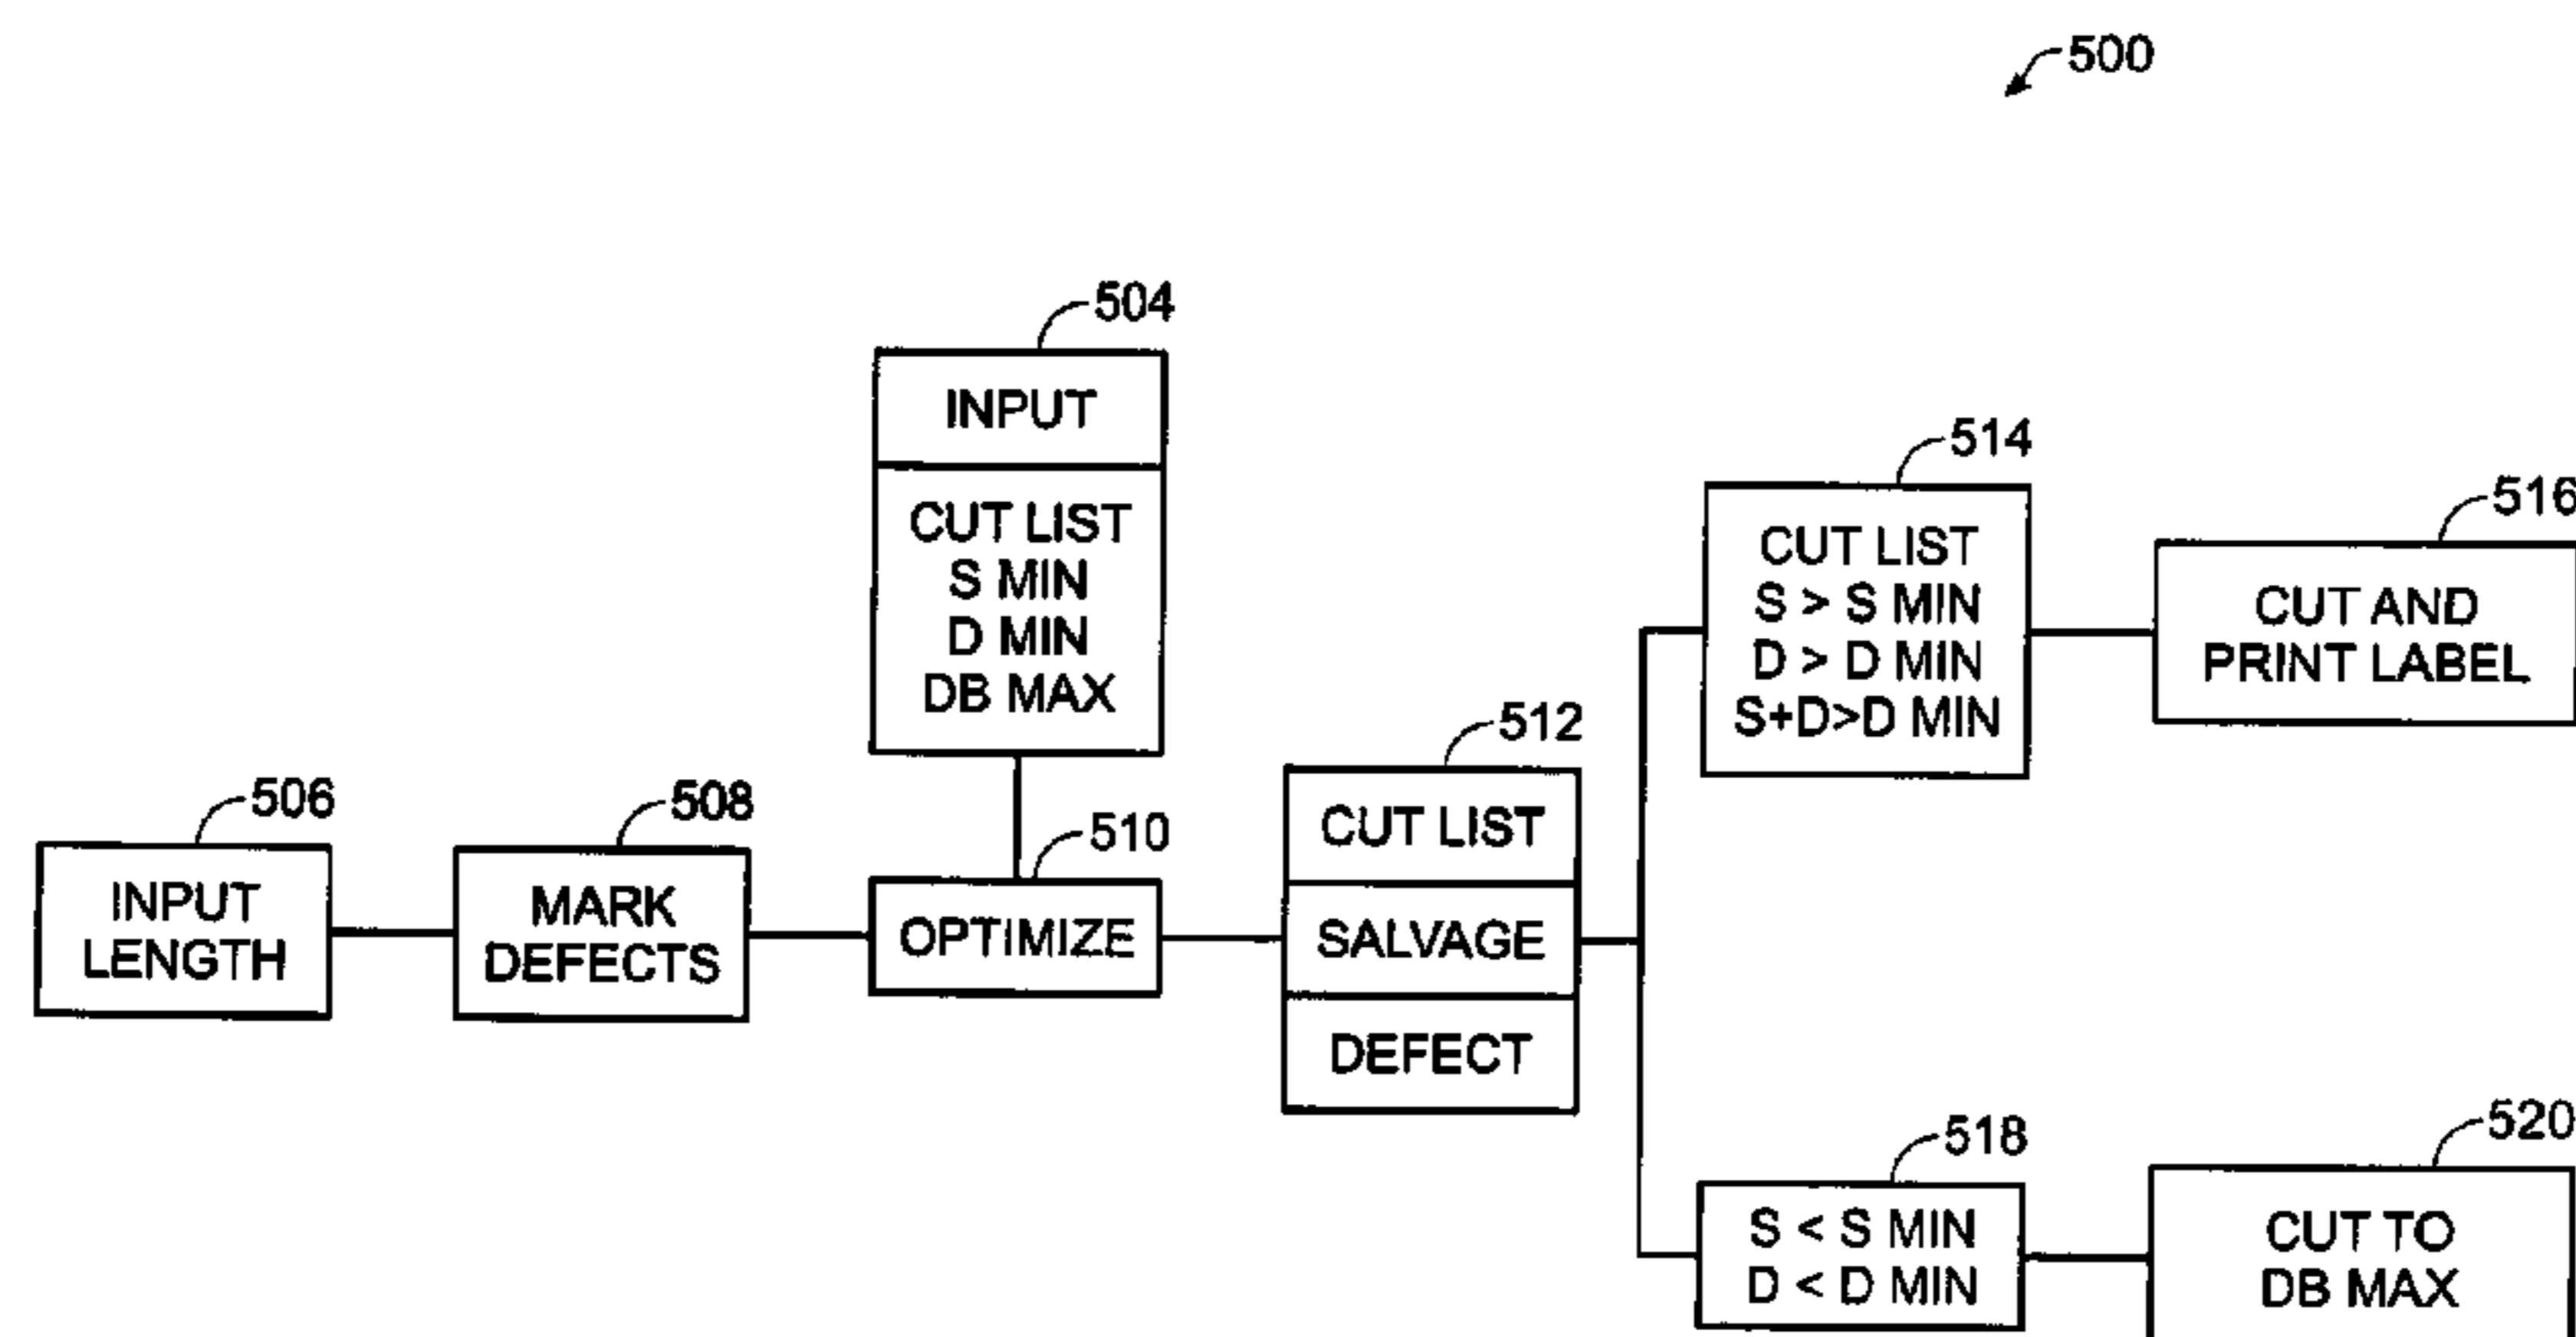 500
504
INPUT
CUT LIST
S MIN
D MIN
DB MAX
506
INPUT
LENGTH
508
MARK
DEFECTS
510
OPTIMIZE
512
CUT LIST
SALVAGE
DEFECT
514
CUT LIST
S > S MIN
D > D MIN
S+D>D MIN
516
CUT AND
PRINT LABEL
518
S < S MIN
D < D MIN
520
CUT TO
DB MAX